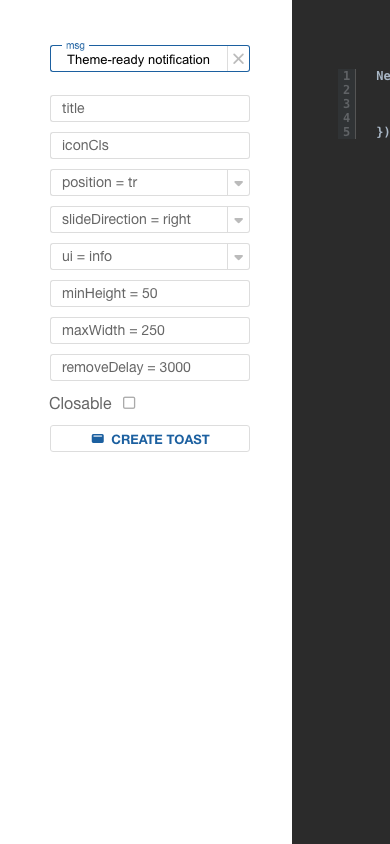 msg
Theme-ready notification
title
iconCls
position = tr
slideDirection = right
ui = info
minHeight = 50
maxWidth = 250
removeDelay = 3000
Closable
CREATE TOAST
1 Ne
2
3
4
5 })